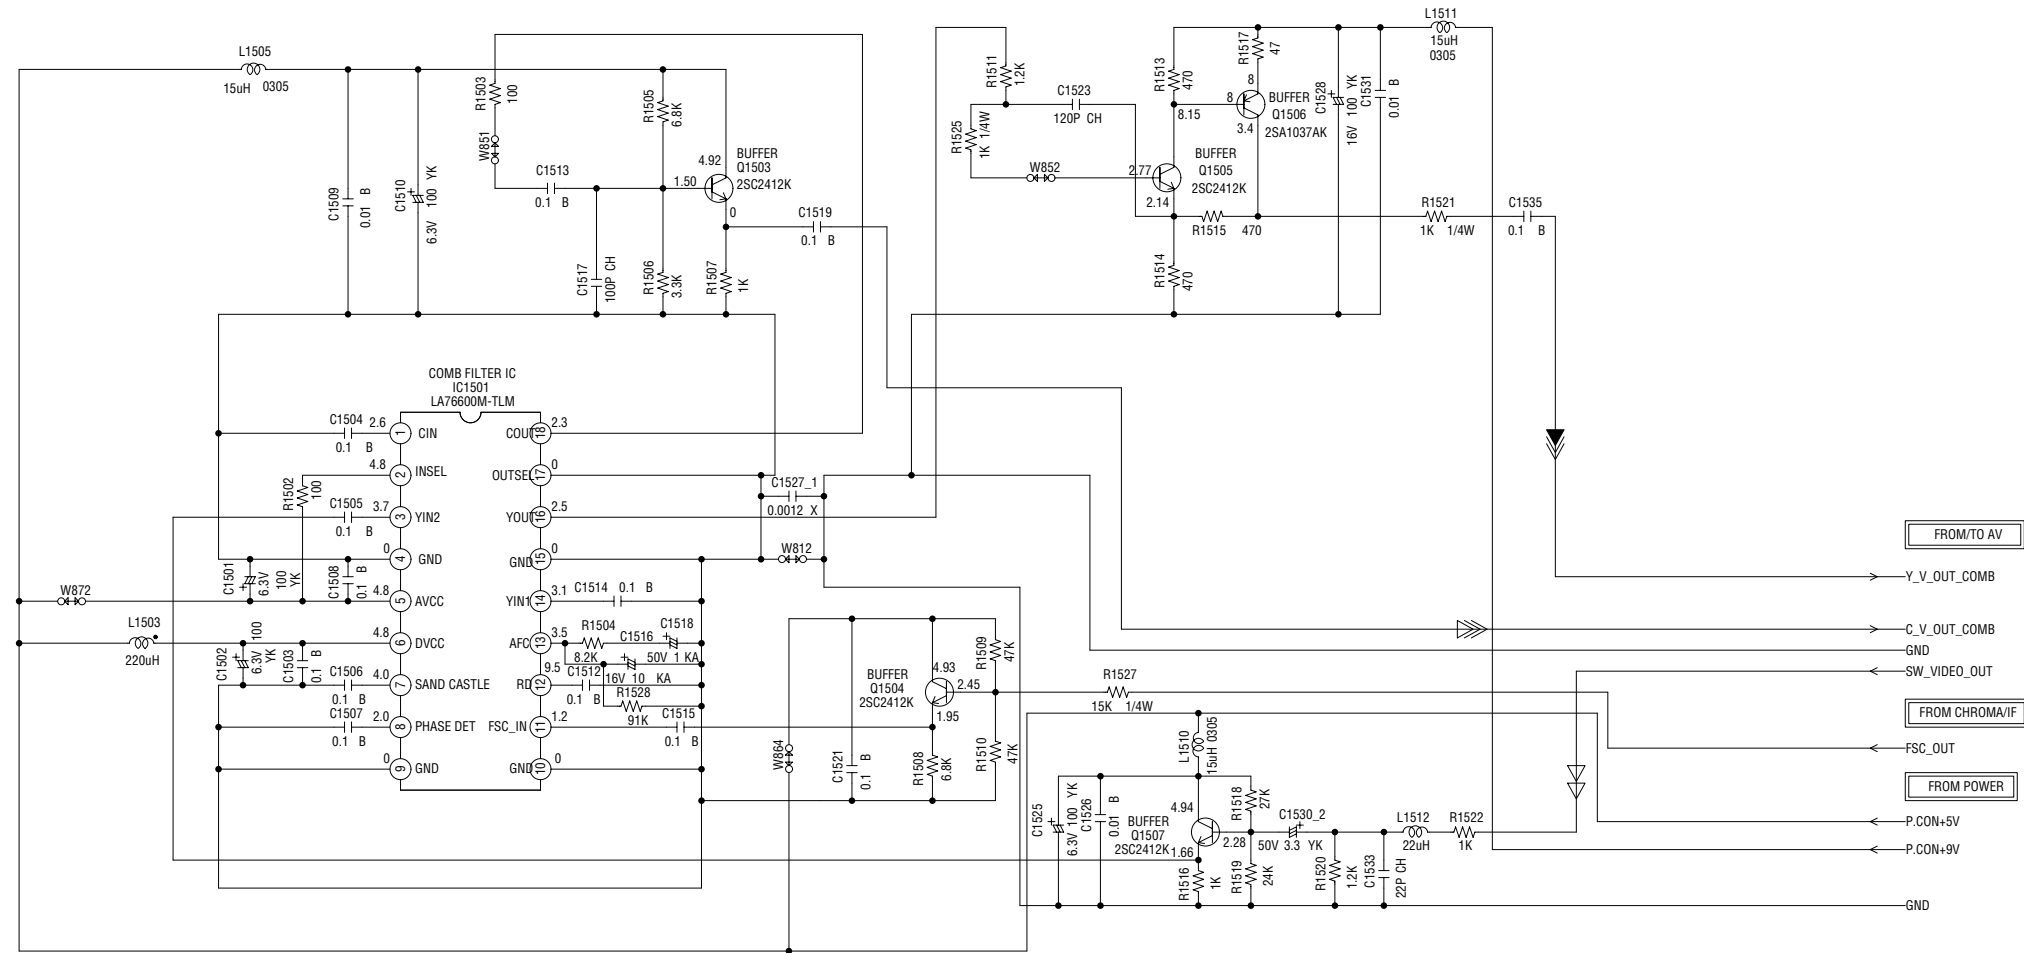 L1505
15uH 0305
C1509
0.01 B
C1510
6.3V 100 YK
R1503
100
W851
R1505
6.8K
C1513
0.1 B
4.92
BUFFER
Q1503
2SC2412K
1.50
0
C1519
0.1 B
C1517
100P CH
R1506
3.3K
R1507
1K
R1511
1.2K
R1525
1K 1/4W
C1523
120P CH
W852
R1513
470
8.15
R1517
47
8
8
BUFFER
Q1506
2SA1037AK
3.4
2.77
BUFFER
Q1505
2SC2412K
2.14
R1515 470
R1514
470
C1528
16V 100 YK
C1531
0.01 B
L1511
15uH
0305
R1521
1K 1/4W
C1535
0.1 B
COMB FILTER IC
IC1501
LA76600M-TLM
C1504
0.1 B
2.6
1 CIN
R1502
100
4.8
2 INSEL
C1505
0.1 B
3.7
3 YIN2
0
4 GND
C1501
6.3V
100
YK
C1508
0.1 B
4.8
5 AVCC
W872
L1503
220uH
C1502
6.3V 100
YK
C1503
0.1 B
4.8
6 DVCC
C1506
0.1 B
4.0
7 SAND CASTLE
C1507
0.1 B
2.0
8 PHASE DET
0
9 GND
COUT 18 2.3
OUTSEL 17 0
YOUT 16 2.5
GND 15 0
YIN1 14 3.1
AFC 13 3.5
RD 12 9.5
FSC_IN 11 1.2
GND 10 0
C1527_1
0.0012 X
W812
C1514 0.1 B
R1504
8.2K
C1516
16V 10 KA
C1518
50V 1 KA
C1512
0.1 B
R1528
91K
C1515
0.1 B
W864
C1521
0.1 B
BUFFER
Q1504
2SC2412K
4.93
2.45
1.95
R1508
6.8K
R1509
47K
R1510
47K
R1527
15K 1/4W
L1510
15uH 0305
C1525
6.3V 100 YK
C1526
0.01 B
4.94
BUFFER
Q1507
2SC2412K
1.66
2.28
R1518
27K
R1516
1K
R1519
24K
C1530_2
50V 3.3 YK
R1520
1.2K
C1533
22P CH
L1512
22uH
R1522
1K
FROM/TO AV
Y_V_OUT_COMB
C_V_OUT_COMB
GND
SW_VIDEO_OUT
FROM CHROMA/IF
FSC_OUT
FROM POWER
P.CON+5V
P.CON+9V
GND